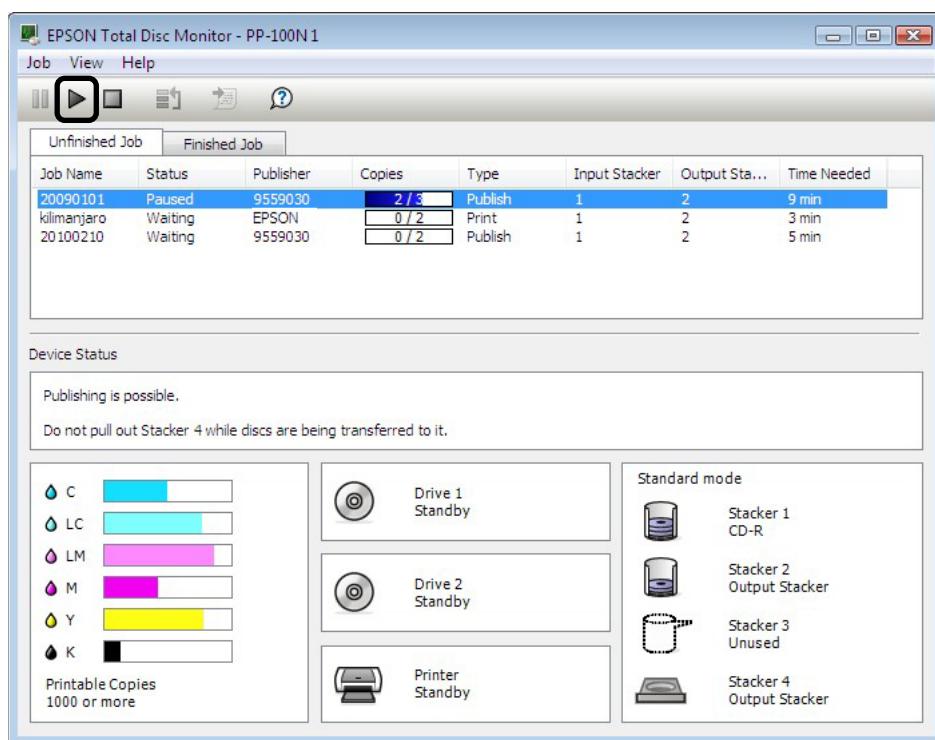 EPSON Total Disc Monitor - PP-100N 1
Job View Help
Unfinished Job Finished Job
Job Name Status Publisher Copies Type Input Stacker Output Sta... Time Needed
20090101 Paused 9559030 2 / 3 Publish 1 2 9 min
kilimanjaro Waiting EPSON 0 / 2 Print 1 2 3 min
20100210 Waiting 9559030 0 / 2 Publish 1 2 5 min
Device Status
Publishing is possible.
Do not pull out Stacker 4 while discs are being transferred to it.
C
LC
LM
M
Y
K
Printable Copies
1000 or more
Drive 1
Standby
Drive 2
Standby
Printer
Standby
Standard mode
Stacker 1
CD-R
Stacker 2
Output Stacker
Stacker 3
Unused
Stacker 4
Output Stacker